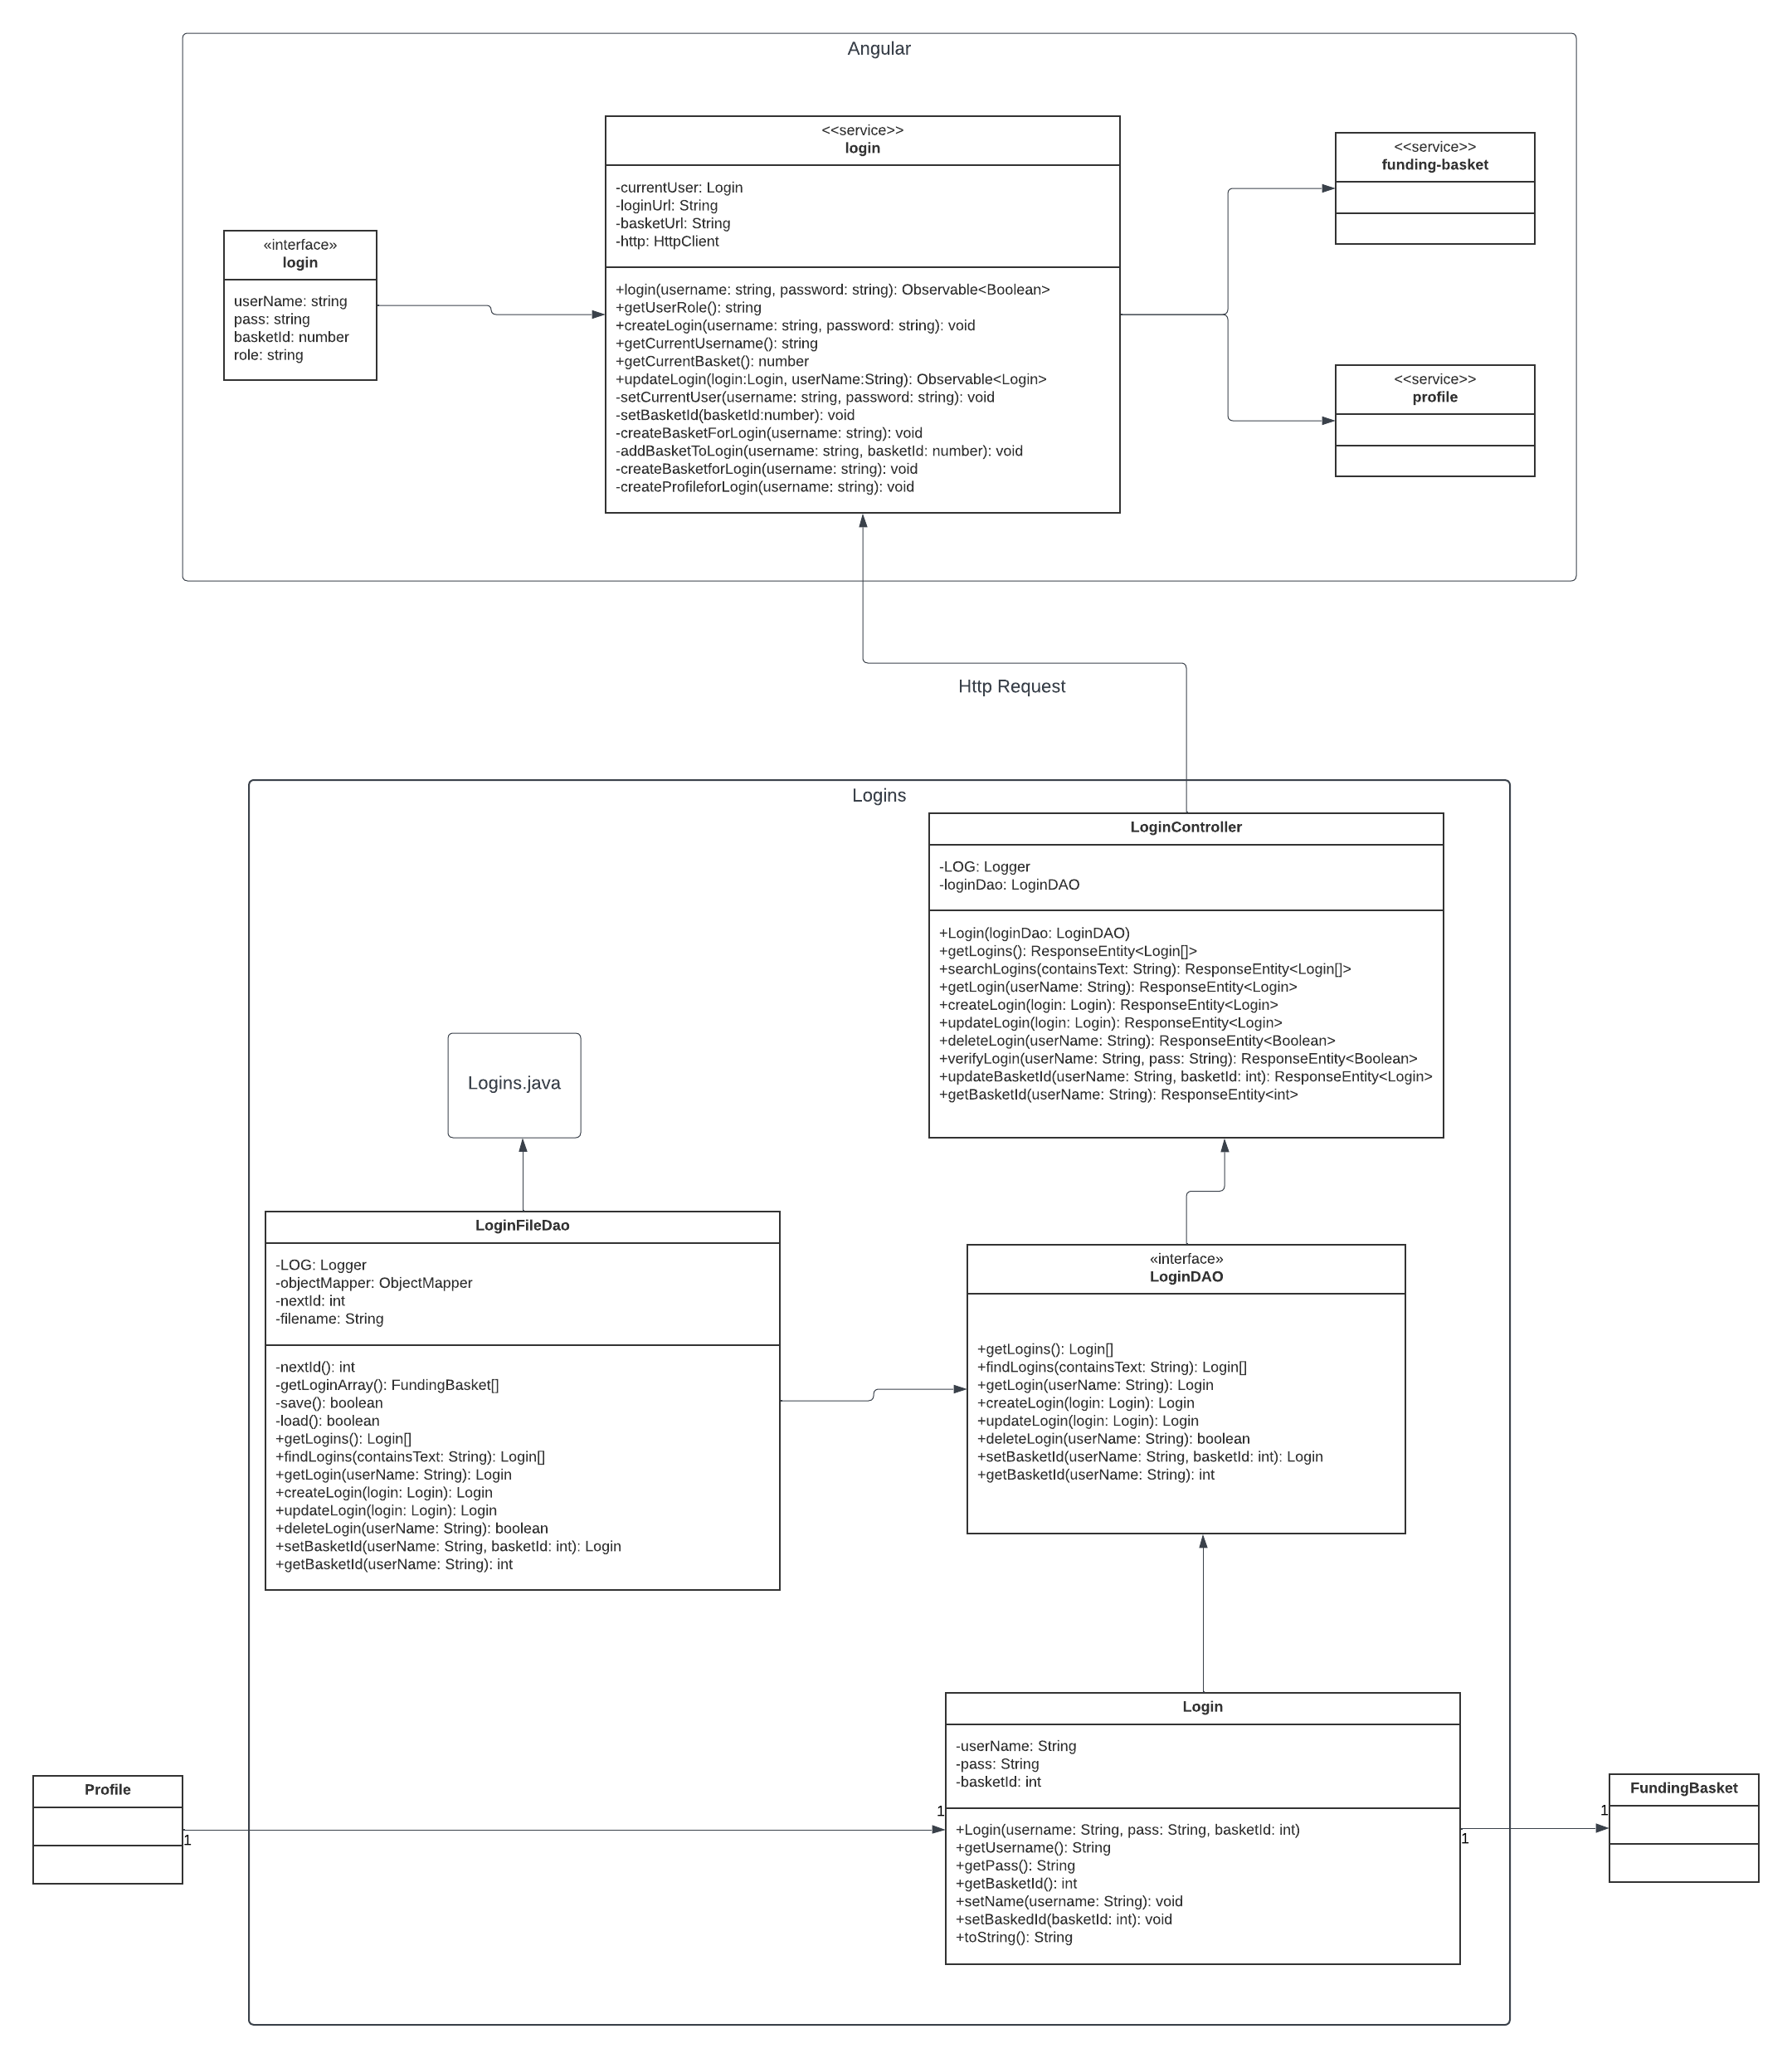 Angular
<<service>>
login
-currentUser: Login
-loginUrl: String
-basketUrl: String
-http: HttpClient
+login(username: string, password: string): Observable<Boolean>
+getUserRole(): string
+createLogin(username: string, password: string): void
+getCurrentUsername(): string
+getCurrentBasket(): number
+updateLogin(login:Login, userName:String): Observable<Login>
-setCurrentUser(username: string, password: string): void
-setBasketId(basketId:number): void
-createBasketForLogin(username: string): void
-addBasketToLogin(username: string, basketId: number): void
-createBasketforLogin(username: string): void
-createProfileforLogin(username: string): void
<<service>>
funding-basket
«interface»
login
userName: string
pass: string
basketId: number
role: string
<<service>>
profile
Http Request
Logins
LoginController
-LOG: Logger
-loginDao: LoginDAO
+Login(loginDao: LoginDAO)
+getLogins(): ResponseEntity<Login[]>
+searchLogins(containsText: String): ResponseEntity<Login[]>
+getLogin(userName: String): ResponseEntity<Login>
+createLogin(login: Login): ResponseEntity<Login>
+updateLogin(login: Login): ResponseEntity<Login>
+deleteLogin(userName: String): ResponseEntity<Boolean>
+verifyLogin(userName: String, pass: String): ResponseEntity<Boolean>
+updateBasketId(userName: String, basketId: int): ResponseEntity<Login>
+getBasketId(userName: String): ResponseEntity<int>
Logins.java
LoginFileDao
-LOG: Logger
-objectMapper: ObjectMapper
-nextId: int
-filename: String
-nextId(): int
-getLoginArray(): FundingBasket[]
-save(): boolean
-load(): boolean
+getLogins(): Login[]
+findLogins(containsText: String): Login[]
+getLogin(userName: String): Login
+createLogin(login: Login): Login
+updateLogin(login: Login): Login
+deleteLogin(userName: String): boolean
+setBasketId(userName: String, basketId: int): Login
+getBasketId(userName: String): int
«interface»
LoginDAO
+getLogins(): Login[]
+findLogins(containsText: String): Login[]
+getLogin(userName: String): Login
+createLogin(login: Login): Login
+updateLogin(login: Login): Login
+deleteLogin(userName: String): boolean
+setBasketId(userName: String, basketId: int): Login
+getBasketId(userName: String): int
Login
-userName: String
-pass: String
-basketId: int
+Login(username: String, pass: String, basketId: int)
+getUsername(): String
+getPass(): String
+getBasketId(): int
+setName(username: String): void
+setBaskedId(basketId: int): void
+toString(): String
Profile
1
1
1
1
FundingBasket